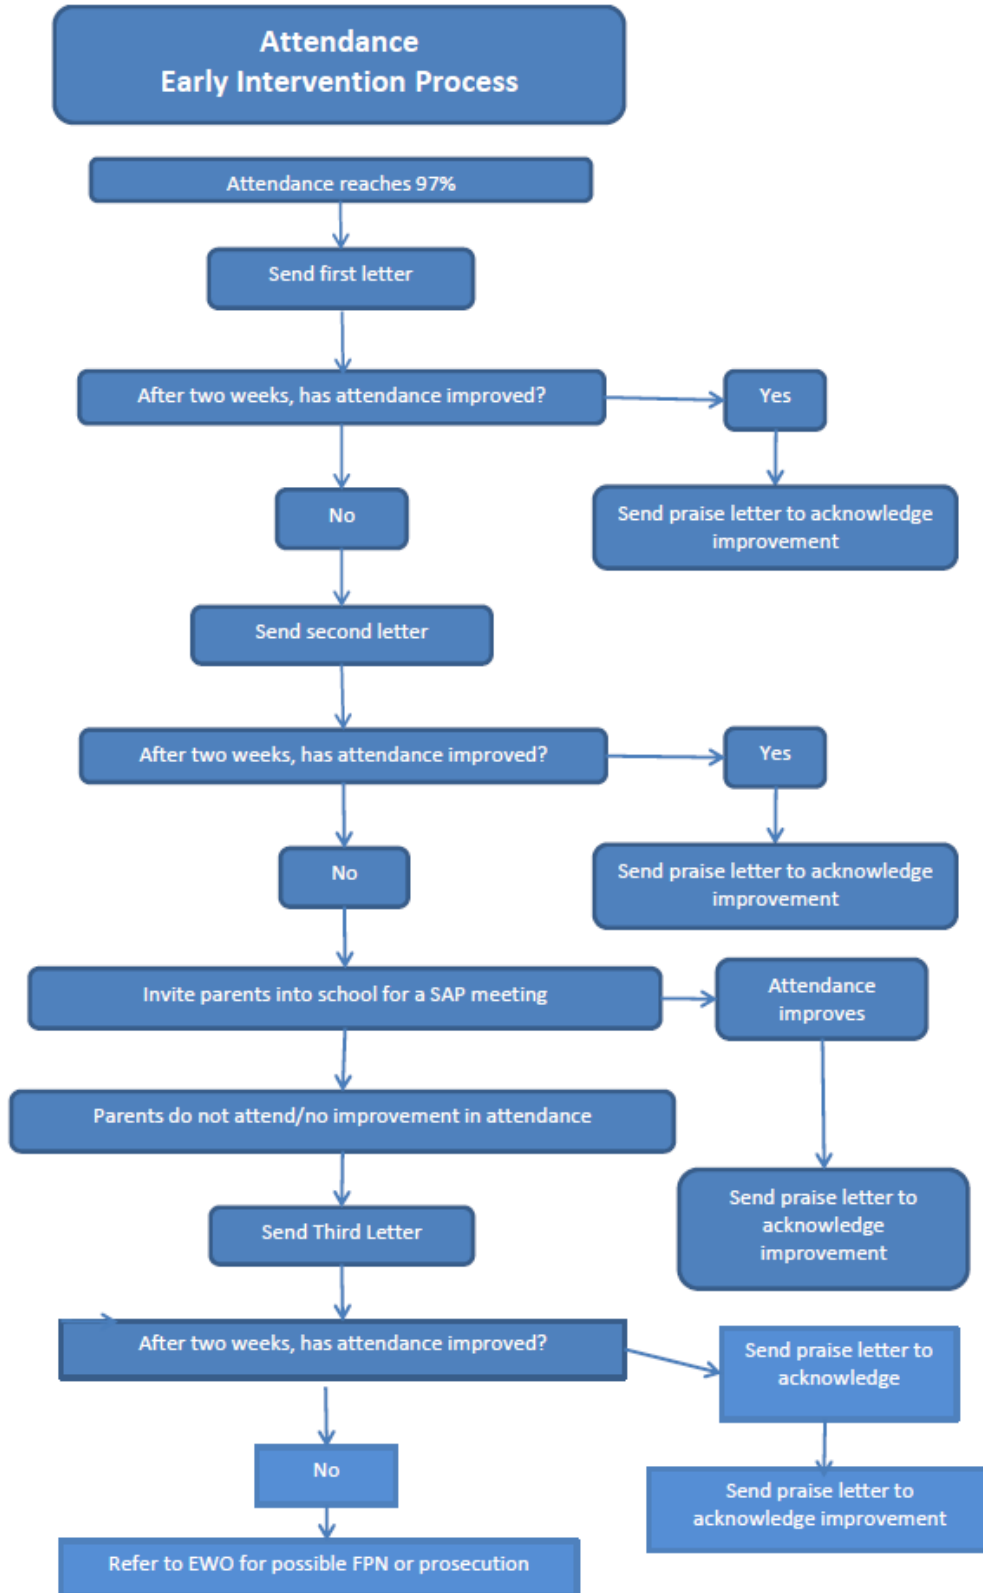 Attendance
Early Intervention Process
Attendance reaches 97%
Send first letter
After two weeks, has attendance improved?
Yes
No
Send praise letter to acknowledge
improvement
Send second letter
After two weeks, has attendance improved?
Yes
No
Send praise letter to acknowledge
improvement
Invite parents into school for a SAP meeting
Attendance
improves
Parents do not attend/no improvement in attendance
Send praise letter to
acknowledge
improvement
Send Third Letter
After two weeks, has attendance improved?
Send praise letter to
acknowledge
No
Send praise letter to
acknowledge improvement
Refer to EWO for possible FPN or prosecution